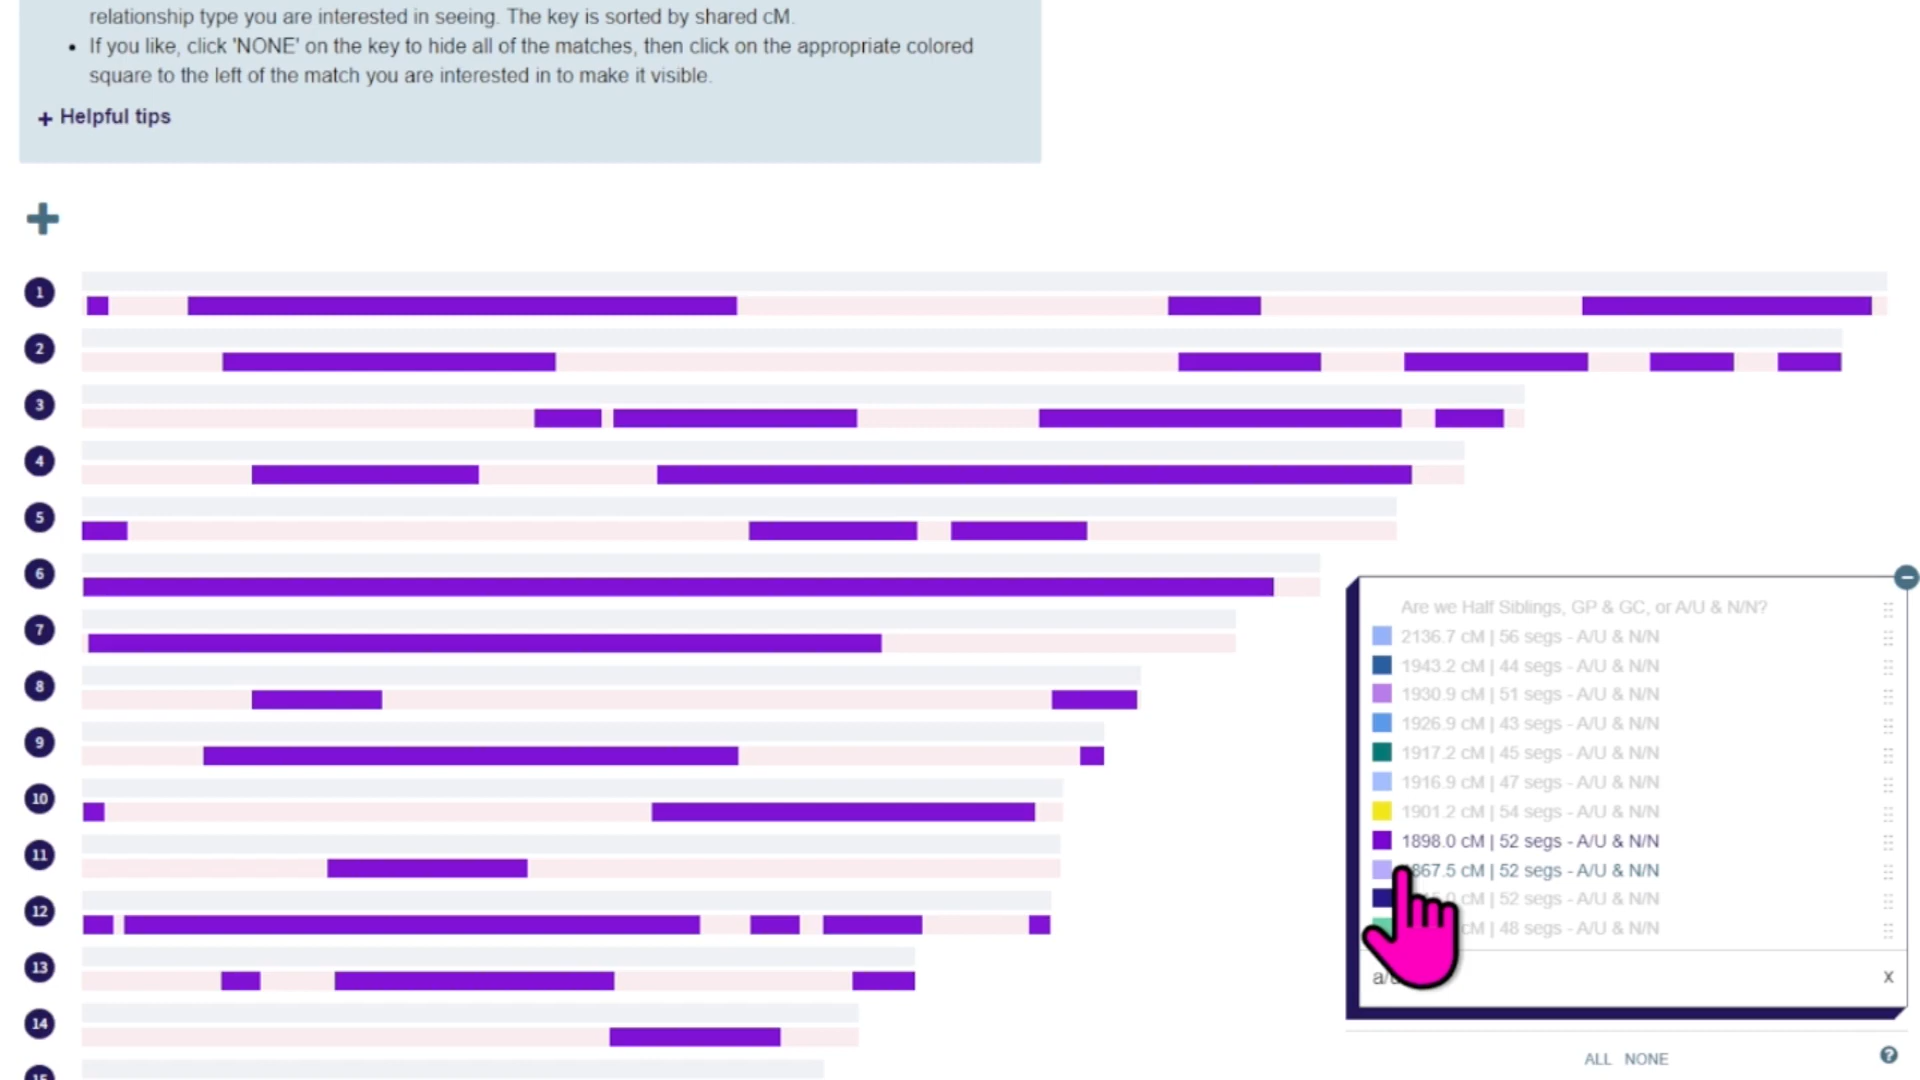 relationship type you are interested in seeing. The key is sorted by shared cM.
• If you like, click 'NONE' on the key to hide all of the matches, then click on the appropriate colored
square to the left of the match you are interested in to make it visible.
+ Helpful tips
1
2
3
4
5
6
7
8
9
10
11
12
13
14
15
Are we Half Siblings, GP & GC, or A/U & N/N?
2136.7 cM | 56 segs - A/U & N/N
1943.2 cM | 44 segs - A/U & N/N
1930.9 cM | 51 segs - A/U & N/N
1926.9 cM | 43 segs - A/U & N/N
1917.2 cM | 45 segs - A/U & N/N
1916.9 cM | 47 segs - A/U & N/N
1901.2 cM | 54 segs - A/U & N/N
1898.0 cM | 52 segs - A/U & N/N
867.5 cM | 52 segs - A/U & N/N
cM | 52 segs - A/U & N/N
cM | 48 segs - A/U & N/N
X
ALL NONE
?